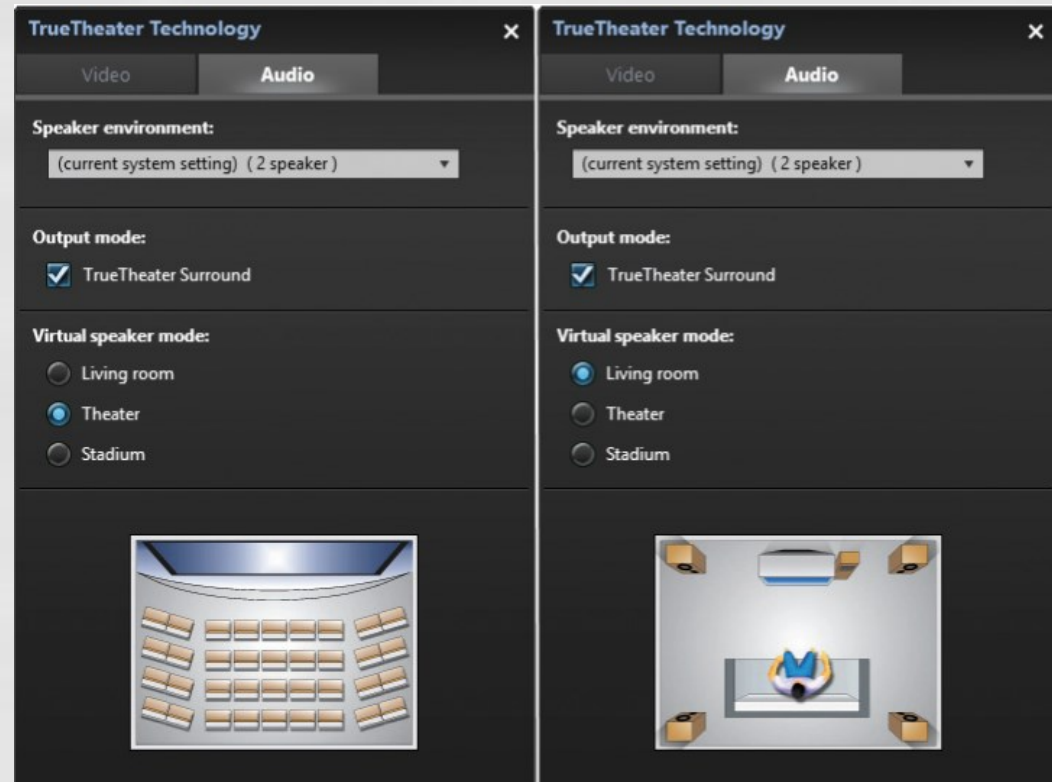 TrueTheater Technology
Video
Audio
Speaker environment:
(current system setting) ( 2 speaker )
Output mode:
TrueTheater Surround
Virtual speaker mode:
Living room
Theater
Stadium
TrueTheater Technology
Video
Audio
Speaker environment:
(current system setting) ( 2 speaker )
Output mode:
TrueTheater Surround
Virtual speaker mode:
Living room
Theater
Stadium